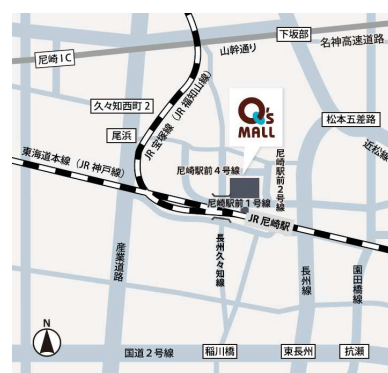 下坂部
名神高速道路
山幹通り
尼崎IC
Q's
MALL
久々知西町2
松本五差路
尾浜
JR宝塚線（JR福知山線）
近松線
東海道本線（JR神戸線）
尼崎駅前4号線
尼崎駅前2号線
尼崎駅前1号線
JR尼崎駅
産業道路
長州久々知線
長州線
園田橋線
N
国道2号線
稲川橋
東長州
抗瀬